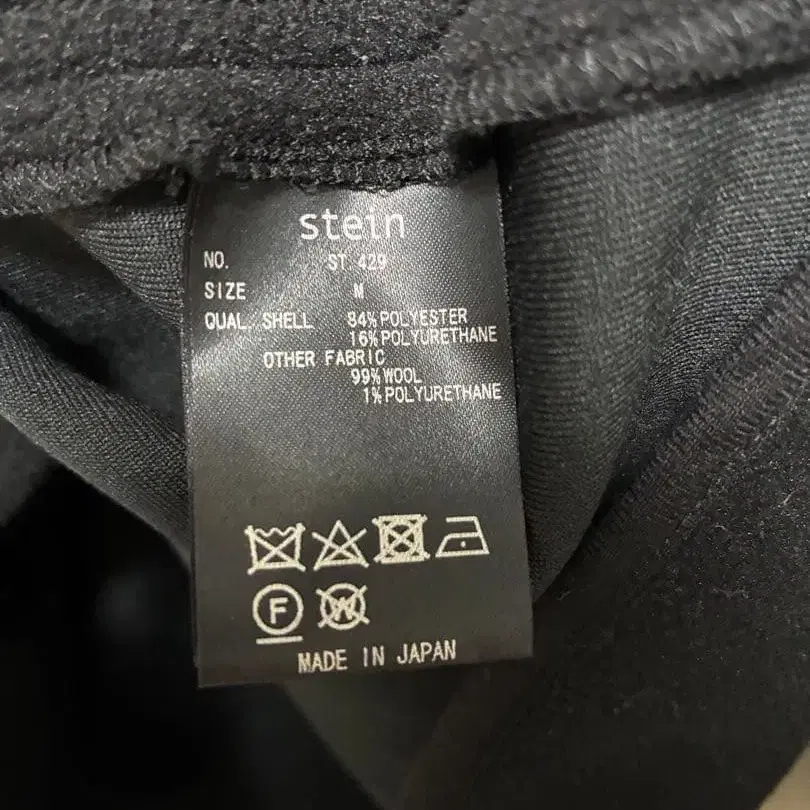 stein
NO. ST 429
SIZE M
QUAL. SHELL 84%POLYESTER
16%POLYURETHANE
OTHER FABRIC
99%WOOL
1%POLYURETHANE
F W
MADE IN JAPAN